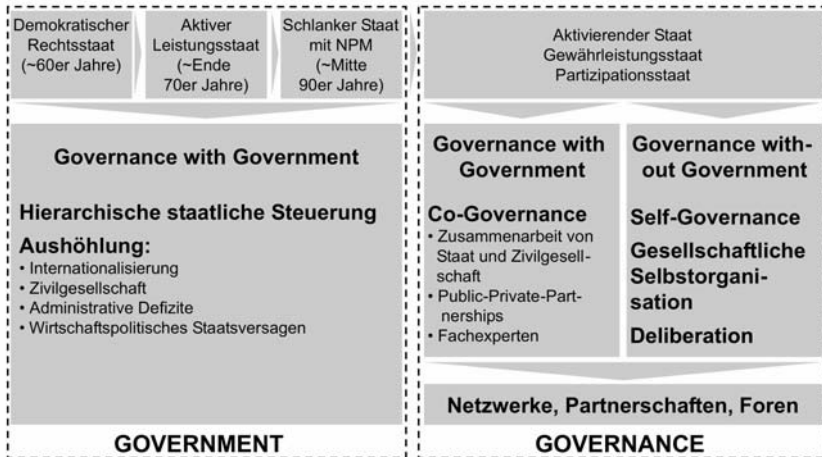 Demokratischer
Rechtsstaat
(~60er Jahre)
Aktiver
Leistungsstaat
(~Ende
70er Jahre)
Schlanker Staat
mit NPM
(~Mitte
90er Jahre)
Governance with Government
Hierarchische staatliche Steuerung
Aushöhlung:
• Internationalisierung
• Zivilgesellschaft
• Administrative Defizite
• Wirtschaftspolitisches Staatsversagen
GOVERNMENT
Aktivierender Staat
Gewährleistungsstaat
Partizipationsstaat
Governance with
Government
Co-Governance
• Zusammenarbeit von
Staat und Zivilgesell-
schaft
• Public-Private-Part-
nerships
• Fachexperten
Governance with-
out Government
Self-Governance
Gesellschaftliche
Selbstorgani-
sation
Deliberation
Netzwerke, Partnerschaften, Foren
GOVERNANCE